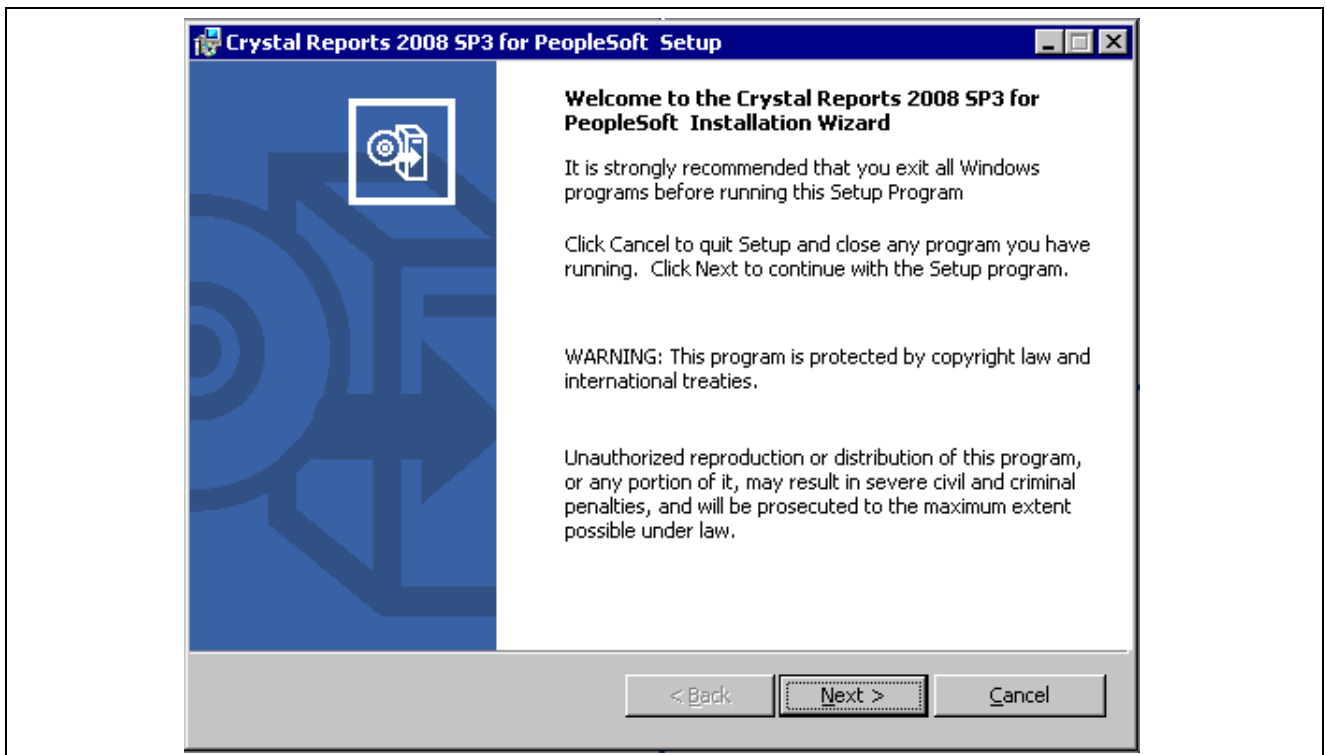 Crystal Reports 2008 SP3 for PeopleSoft  Setup
Welcome to the Crystal Reports 2008 SP3 for
PeopleSoft  Installation Wizard
It is strongly recommended that you exit all Windows
programs before running this Setup Program
Click Cancel to quit Setup and close any program you have
running.  Click Next to continue with the Setup program.
WARNING: This program is protected by copyright law and
international treaties.
Unauthorized reproduction or distribution of this program,
or any portion of it, may result in severe civil and criminal
penalties, and will be prosecuted to the maximum extent
possible under law.
< Back
Next >
Cancel